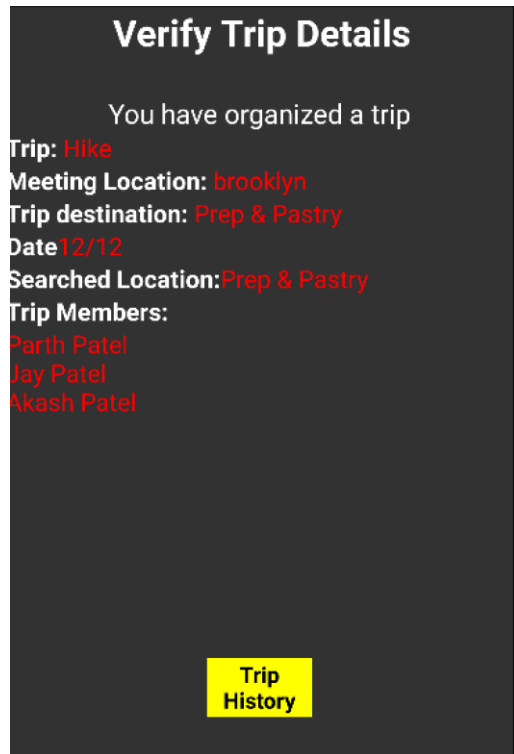 Verify Trip Details
You have organized a trip
Trip: Hike
Meeting Location: brooklyn
Trip destination: Prep & Pastry
Date12/12
Searched Location:Prep & Pastry
Trip Members:
Parth Patel
Jay Patel
Akash Patel
Trip
History